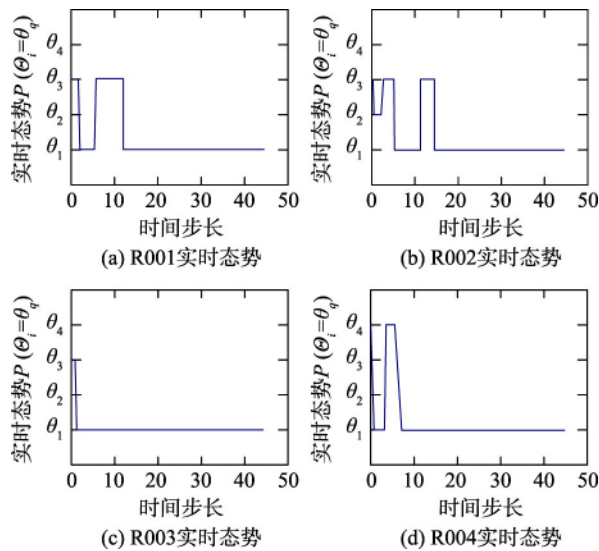 实时态势P (Θi=θq)
θ4
θ3
θ2
θ1
0 10 20 30 40 50
时间步长
(a) R001实时态势
实时态势P (Θi=θq)
θ4
θ3
θ2
θ1
0 10 20 30 40 50
时间步长
(b) R002实时态势
实时态势P (Θi=θq)
θ4
θ3
θ2
θ1
0 10 20 30 40 50
时间步长
(c) R003实时态势
实时态势P (Θi=θq)
θ4
θ3
θ2
θ1
0 10 20 30 40 50
时间步长
(d) R004实时态势